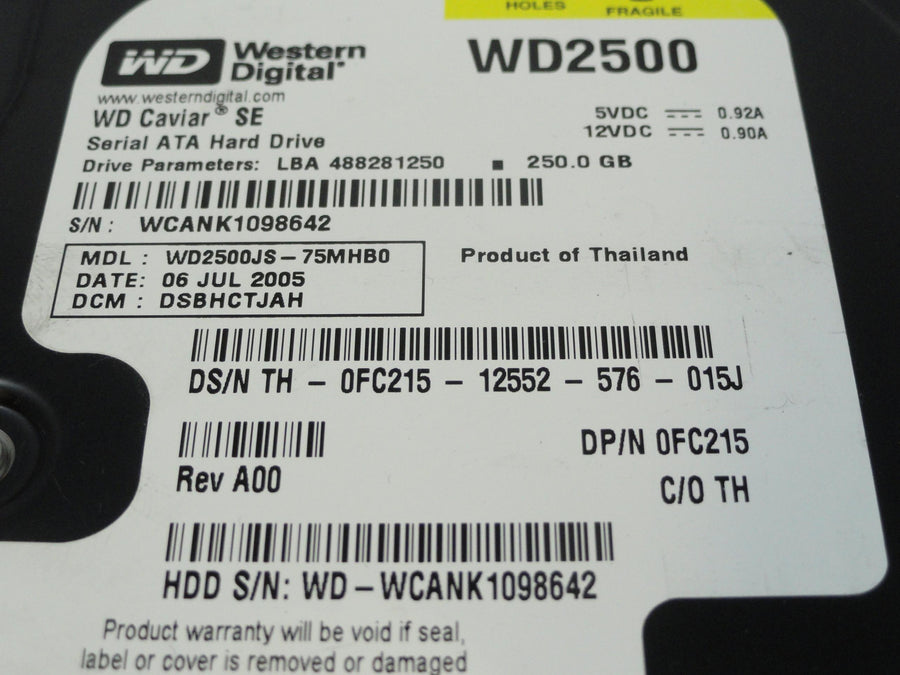 HOLES FRAGILE
WD Western Digital
WD2500
www.westerndigital.com
WD Caviar® SE
5VDC 0.92A
Serial ATA Hard Drive
12VDC 0.90A
Drive Parameters: LBA 488281250 ■ 250.0 GB
S/N: WCANK1098642
MDL : WD2500JS-75MHB0
Product of Thailand
DATE: 06 JUL 2005
DCM : DSBHCTJAH
DS/N TH - 0FC215 - 12552 - 576 - 015J
DP/N 0FC215
Rev A00
C/O TH
HDD S/N: WD-WCANK1098642
Product warranty will be void if seal,
label or cover is removed or damaged